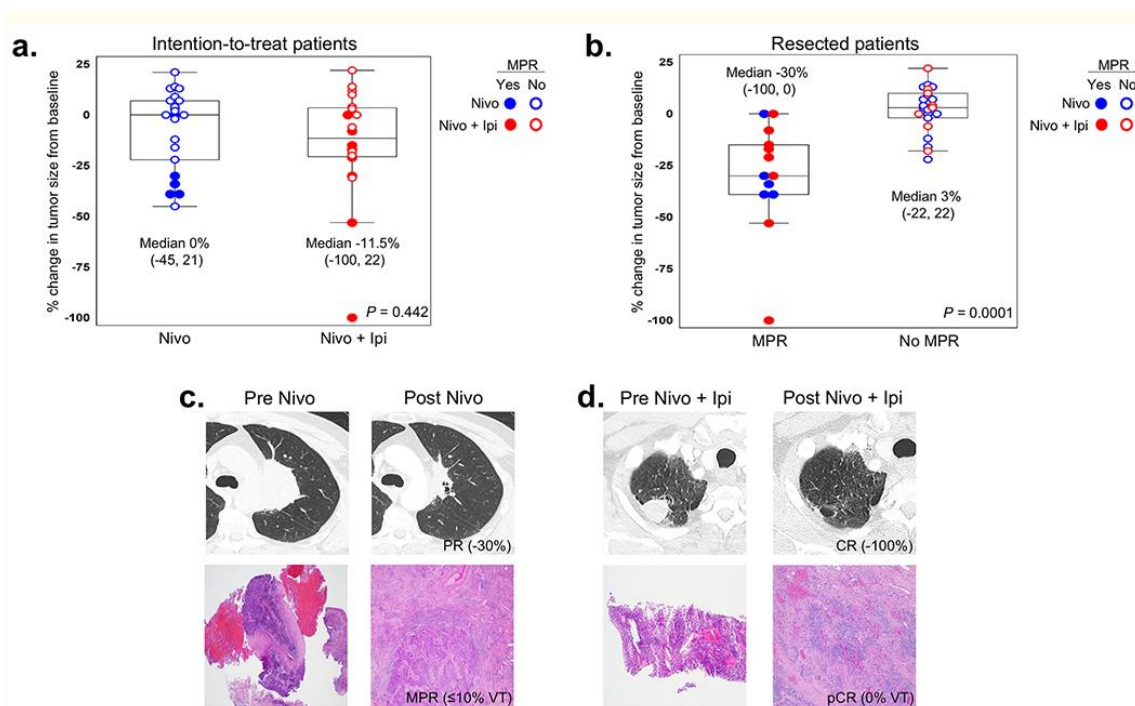 a.
Intention-to-treat patients
% change in tumor size from baseline
25
0
-25
-50
-75
-100
Median 0%
(-45, 21)
Median -11.5%
(-100, 22)
P = 0.442
Nivo
Nivo + Ipi
MPR
Yes No
Nivo
Nivo + Ipi
b.
Resected patients
% change in tumor size from baseline
25
0
-25
-50
-75
-100
Median -30%
(-100, 0)
Median 3%
(-22, 22)
P = 0.0001
MPR
No MPR
MPR
Yes No
Nivo
Nivo + Ipi
c.
Pre Nivo
Post Nivo
PR (-30%)
MPR (≤10% VT)
d.
Pre Nivo + Ipi
Post Nivo + Ipi
CR (-100%)
pCR (0% VT)